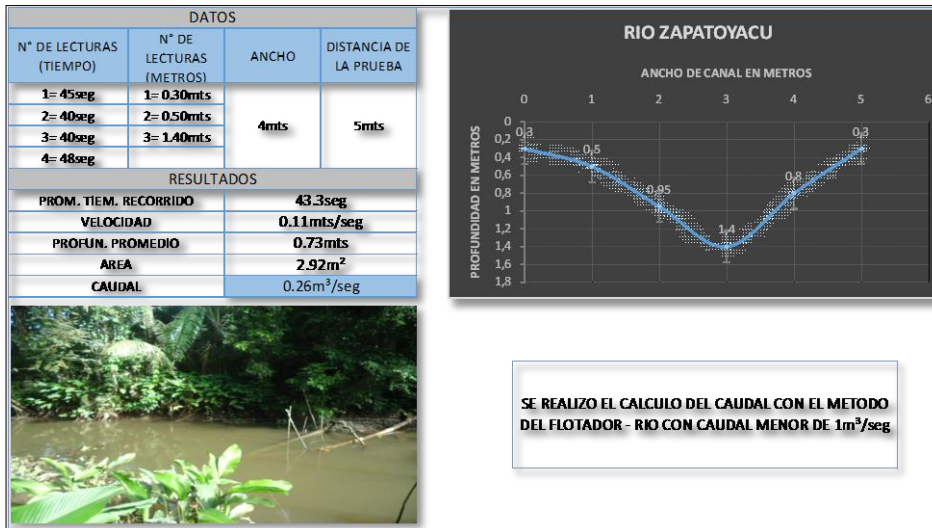 DATOS
N° DE LECTURAS (TIEMPO)
N° DE LECTURAS (METROS)
ANCHO
DISTANCIA DE LA PRUEBA
1= 45seg
1= 0.30mts
4mts
5mts
2= 40seg
2= 0.50mts
3= 40seg
3= 1.40mts
4= 48seg
RESULTADOS
PROM. TIEM. RECORRIDO
43.3seg
VELOCIDAD
0.11mts/seg
PROFUN. PROMEDIO
0.73mts
AREA
2.92m²
CAUDAL
0.26m³/seg
RIO ZAPATOYACU
ANCHO DE CANAL EN METROS
0 1 2 3 4 5 6
PROFUNDIDAD EN METROS
0
0,2
0,4
0,6
0,8
1
1,2
1,4
1,6
1,8
0,3
0,5
0,95
1,4
0,8
0,3
SE REALIZO EL CALCULO DEL CAUDAL CON EL METODO
DEL FLOTADOR - RIO CON CAUDAL MENOR DE 1m³/seg